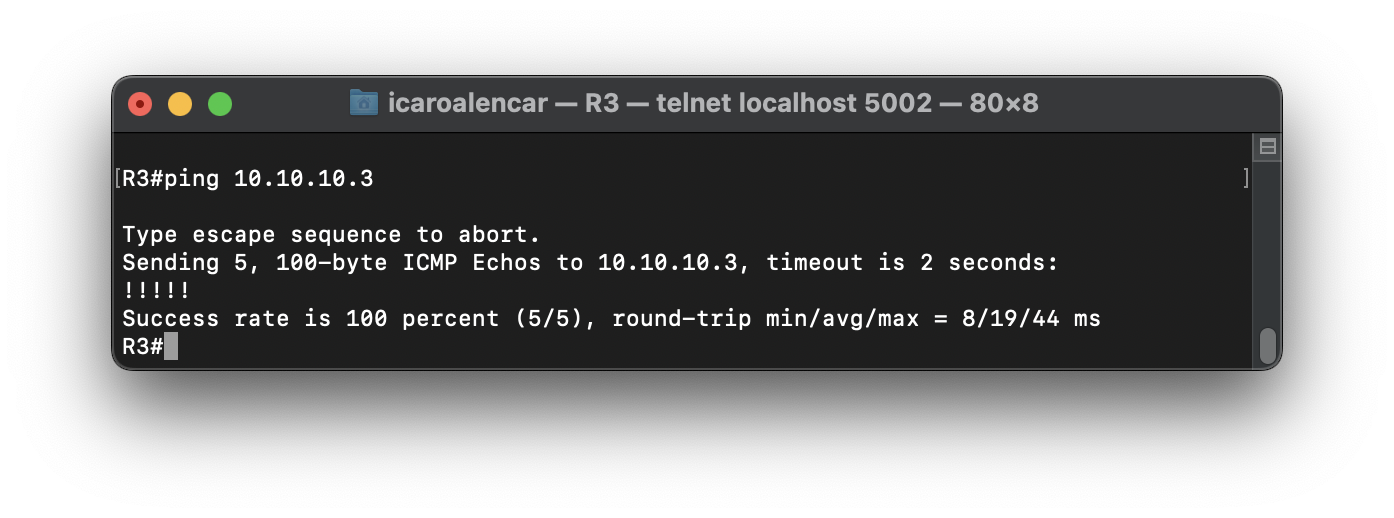 icaroalencar — R3 — telnet localhost 5002 — 80×8
[R3#ping 10.10.10.3 ]
Type escape sequence to abort.
Sending 5, 100-byte ICMP Echos to 10.10.10.3, timeout is 2 seconds:
!!!!!
Success rate is 100 percent (5/5), round-trip min/avg/max = 8/19/44 ms
R3#